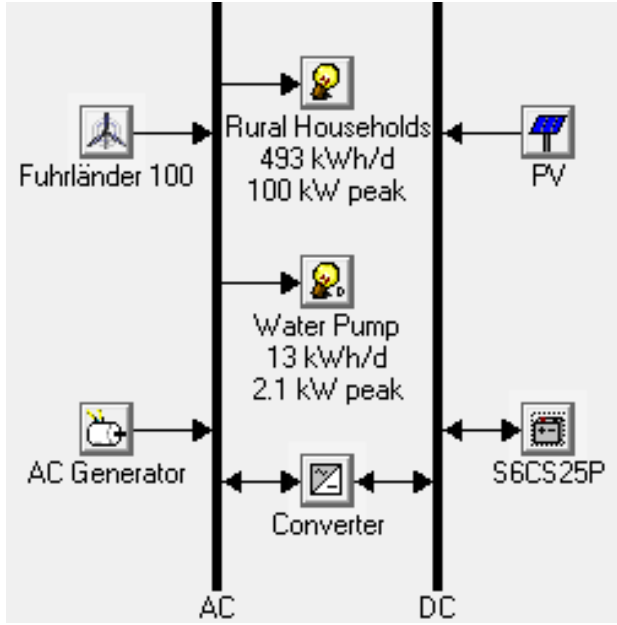 Rural Households
493 kWh/d
100 kW peak
Fuhrländer 100
PV
Water Pump
13 kWh/d
2.1 kW peak
AC Generator
S6CS25P
Converter
AC
DC